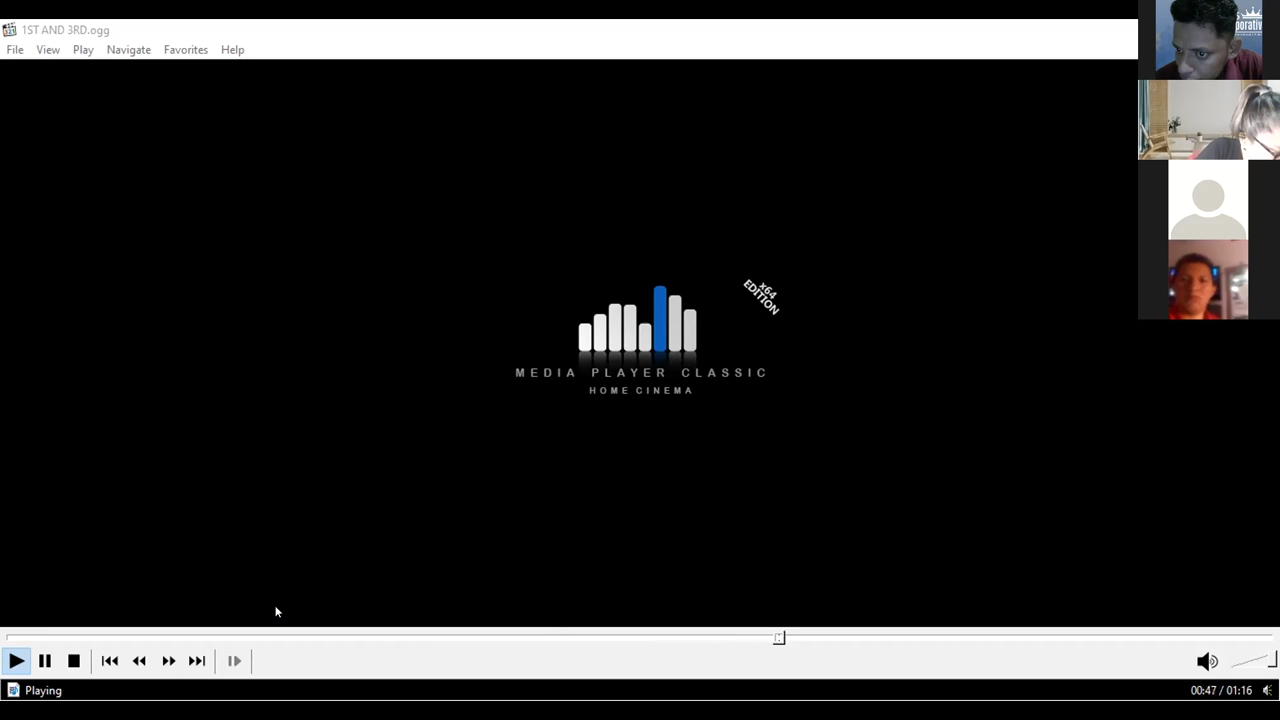 1ST AND 3RD.ogg
File View Play Navigate Favorites Help
x64
EDITION
MEDIA PLAYER CLASSIC
HOME CINEMA
Playing
00:47 / 01:16